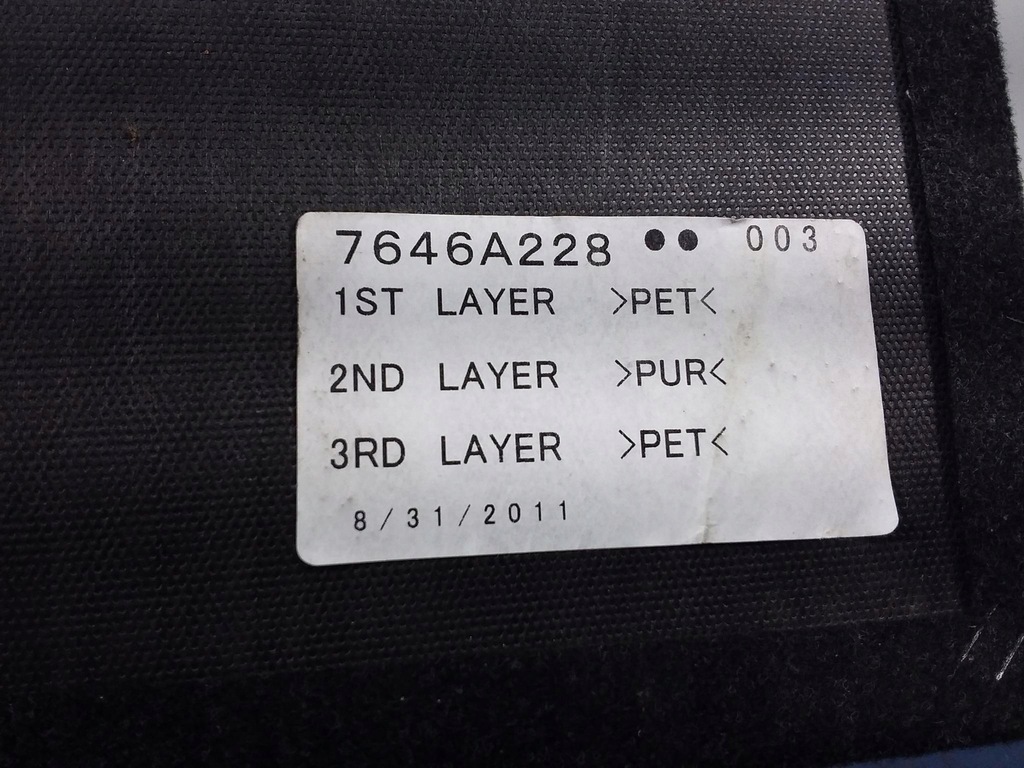 7646A228 ●● 003
1ST LAYER >PET<
2ND LAYER >PUR<
3RD LAYER >PET<
8/31/2011